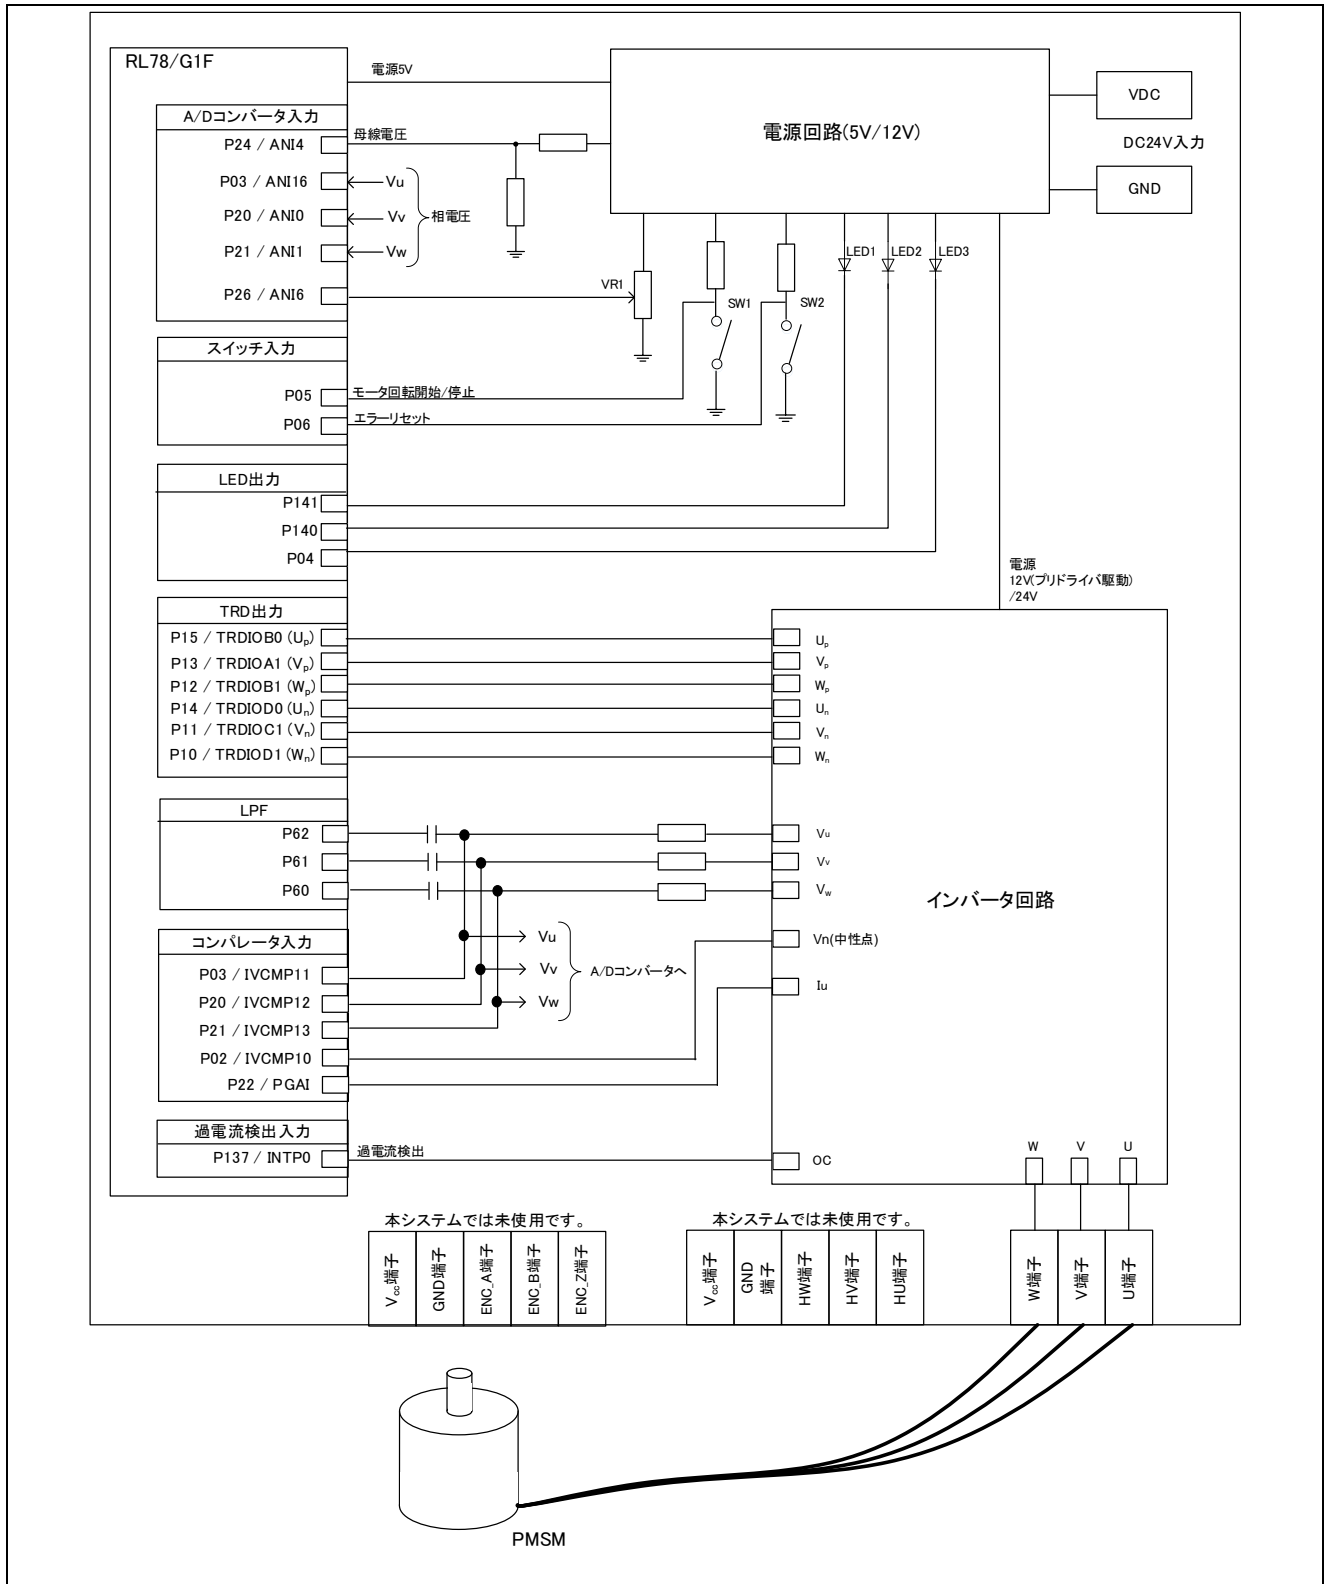 RL78/G1F
電源5V
電源回路(5V/12V)
VDC
DC24V入力
GND
A/Dコンバータ入力
P24 / ANI4
母線電圧
P03 / ANI16
Vu
P20 / ANI0
Vv
相電圧
P21 / ANI1
Vw
P26 / ANI6
VR1
SW1
SW2
LED1
LED2
LED3
スイッチ入力
P05
モータ回転開始/停止
P06
エラーリセット
LED出力
P141
P140
P04
電源
12V(プリドライバ駆動)
/24V
TRD出力
P15 / TRDIOB0 (Up)
P13 / TRDIOA1 (Vp)
P12 / TRDIOB1 (Wp)
P14 / TRDIOD0 (Un)
P11 / TRDIOC1 (Vn)
P10 / TRDIOD1 (Wn)
Up
Vp
Wp
Un
Vn
Wn
LPF
P62
P61
P60
Vu
Vv
Vw
インバータ回路
コンパレータ入力
P03 / IVCMP11
P20 / IVCMP12
P21 / IVCMP13
P02 / IVCMP10
P22 / PGAI
Vu
Vv
Vw
A/Dコンバータへ
Vn(中性点)
Iu
過電流検出入力
P137 / INTP0
過電流検出
OC
W
V
U
本システムでは未使用です。
Vcc端子
GND端子
ENC_A端子
ENC_B端子
ENC_Z端子
本システムでは未使用です。
Vcc端子
GND
端子
HW端子
HV端子
HU端子
W端子
V端子
U端子
PMSM